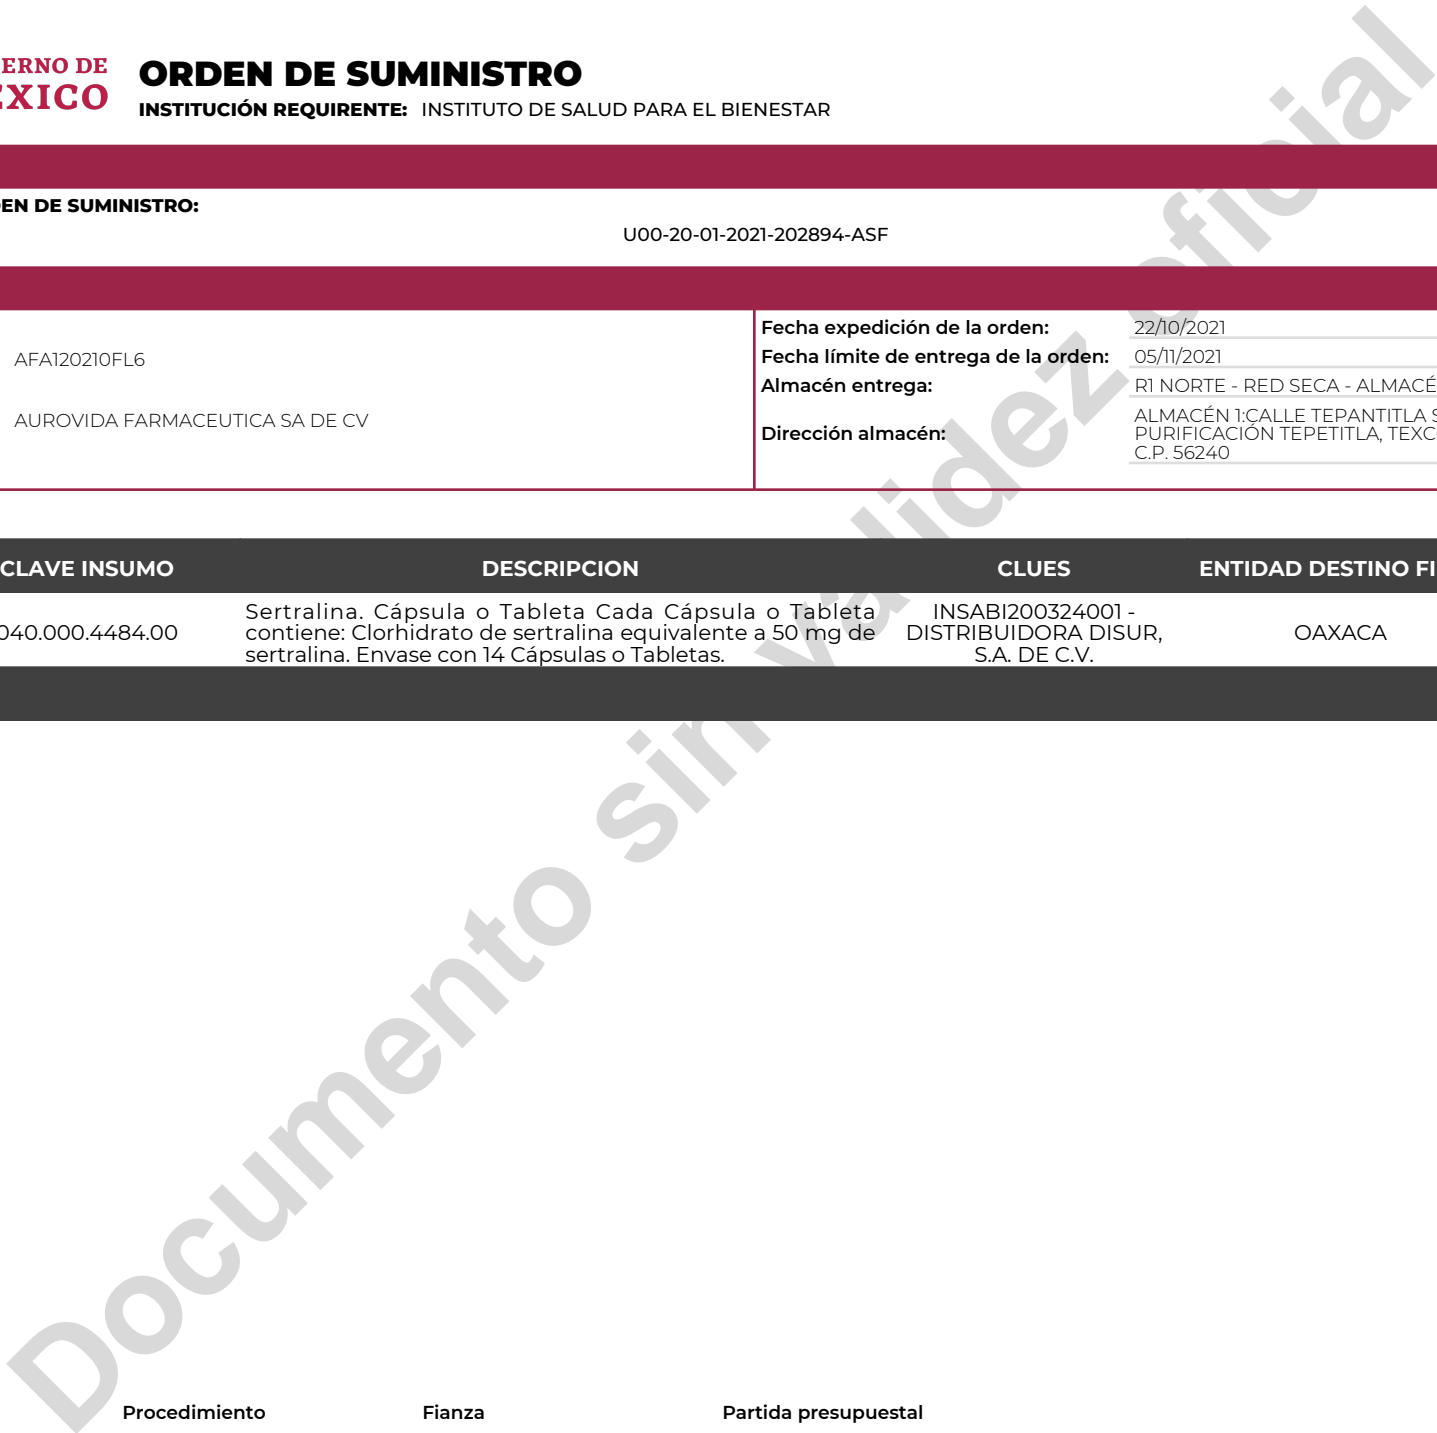 ERNO DE
EXICO
ORDEN DE SUMINISTRO
INSTITUCIÓN REQUIRENTE: INSTITUTO DE SALUD PARA EL BIENESTAR
EN DE SUMINISTRO:
U00-20-01-2021-202894-ASF
AFA120210FL6
AUROVIDA FARMACEUTICA SA DE CV
Fecha expedición de la orden: 22/10/2021
Fecha límite de entrega de la orden: 05/11/2021
Almacén entrega: R1 NORTE - RED SECA - ALMACÉ
Dirección almacén:
ALMACÉN 1:CALLE TEPANTITLA S
PURIFICACIÓN TEPETITLA, TEXC
C.P. 56240
CLAVE INSUMO DESCRIPCION CLUES ENTIDAD DESTINO FI
040.000.4484.00
Sertralina. Cápsula o Tableta Cada Cápsula o Tableta
contiene: Clorhidrato de sertralina equivalente a 50 mg de
sertralina. Envase con 14 Cápsulas o Tabletas.
INSABI200324001 -
DISTRIBUIDORA DISUR,
S.A. DE C.V.
OAXACA
Documento sin validez oficial
Procedimiento Fianza Partida presupuestal